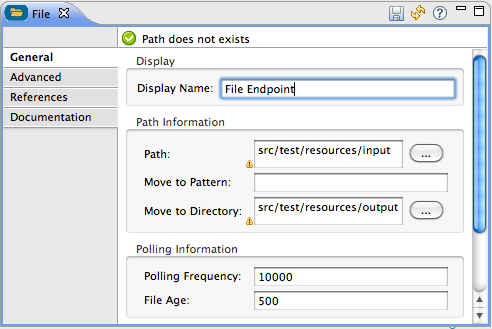 File
Path does not exists
General
Advanced
References
Documentation
Display
Display Name: File Endpoint
Path Information
Path: src/test/resources/input ...
Move to Pattern:
Move to Directory: src/test/resources/output ...
Polling Information
Polling Frequency: 10000
File Age: 500